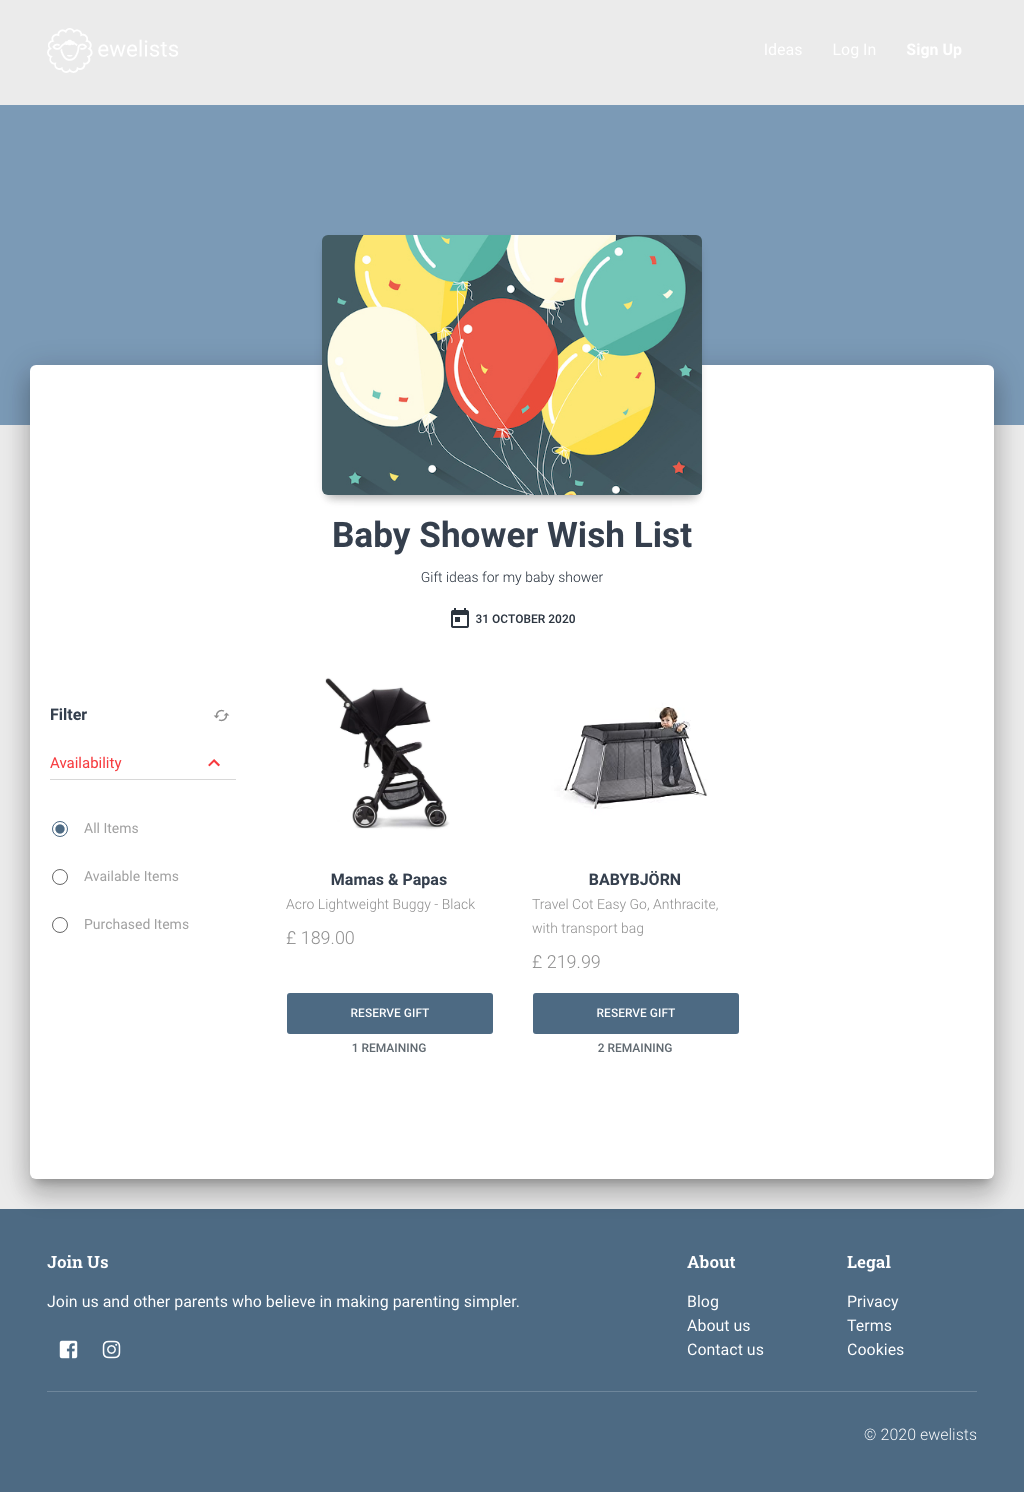 ewelists
Ideas
Log In
Sign Up
Baby Shower Wish List
Gift ideas for my baby shower
31 OCTOBER 2020
Filter
Availability
All Items
Available Items
Purchased Items
Mamas & Papas
Acro Lightweight Buggy - Black
£ 189.00
RESERVE GIFT
1 REMAINING
BABYBJÖRN
Travel Cot Easy Go, Anthracite,
with transport bag
£ 219.99
RESERVE GIFT
2 REMAINING
Join Us
Join us and other parents who believe in making parenting simpler.
About
Blog
About us
Contact us
Legal
Privacy
Terms
Cookies
© 2020 ewelists